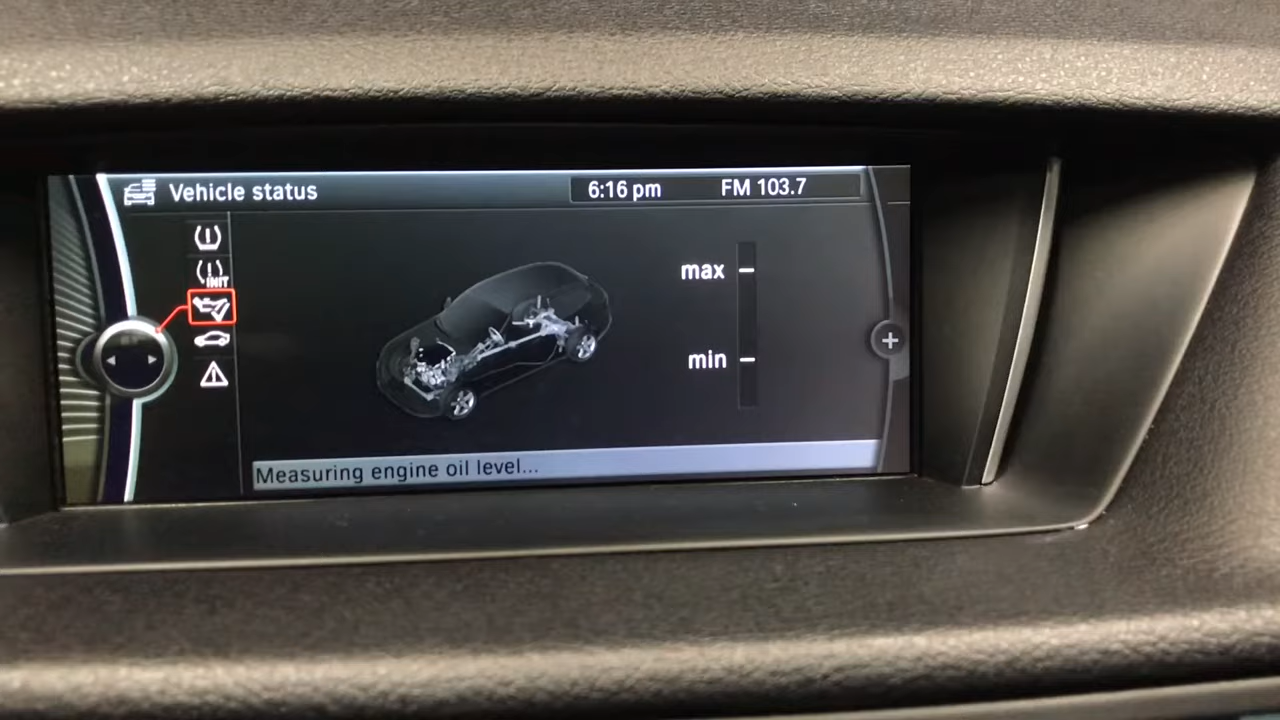 Vehicle status
6:16 pm
FM 103.7
INIT
max
min
Measuring engine oil level...